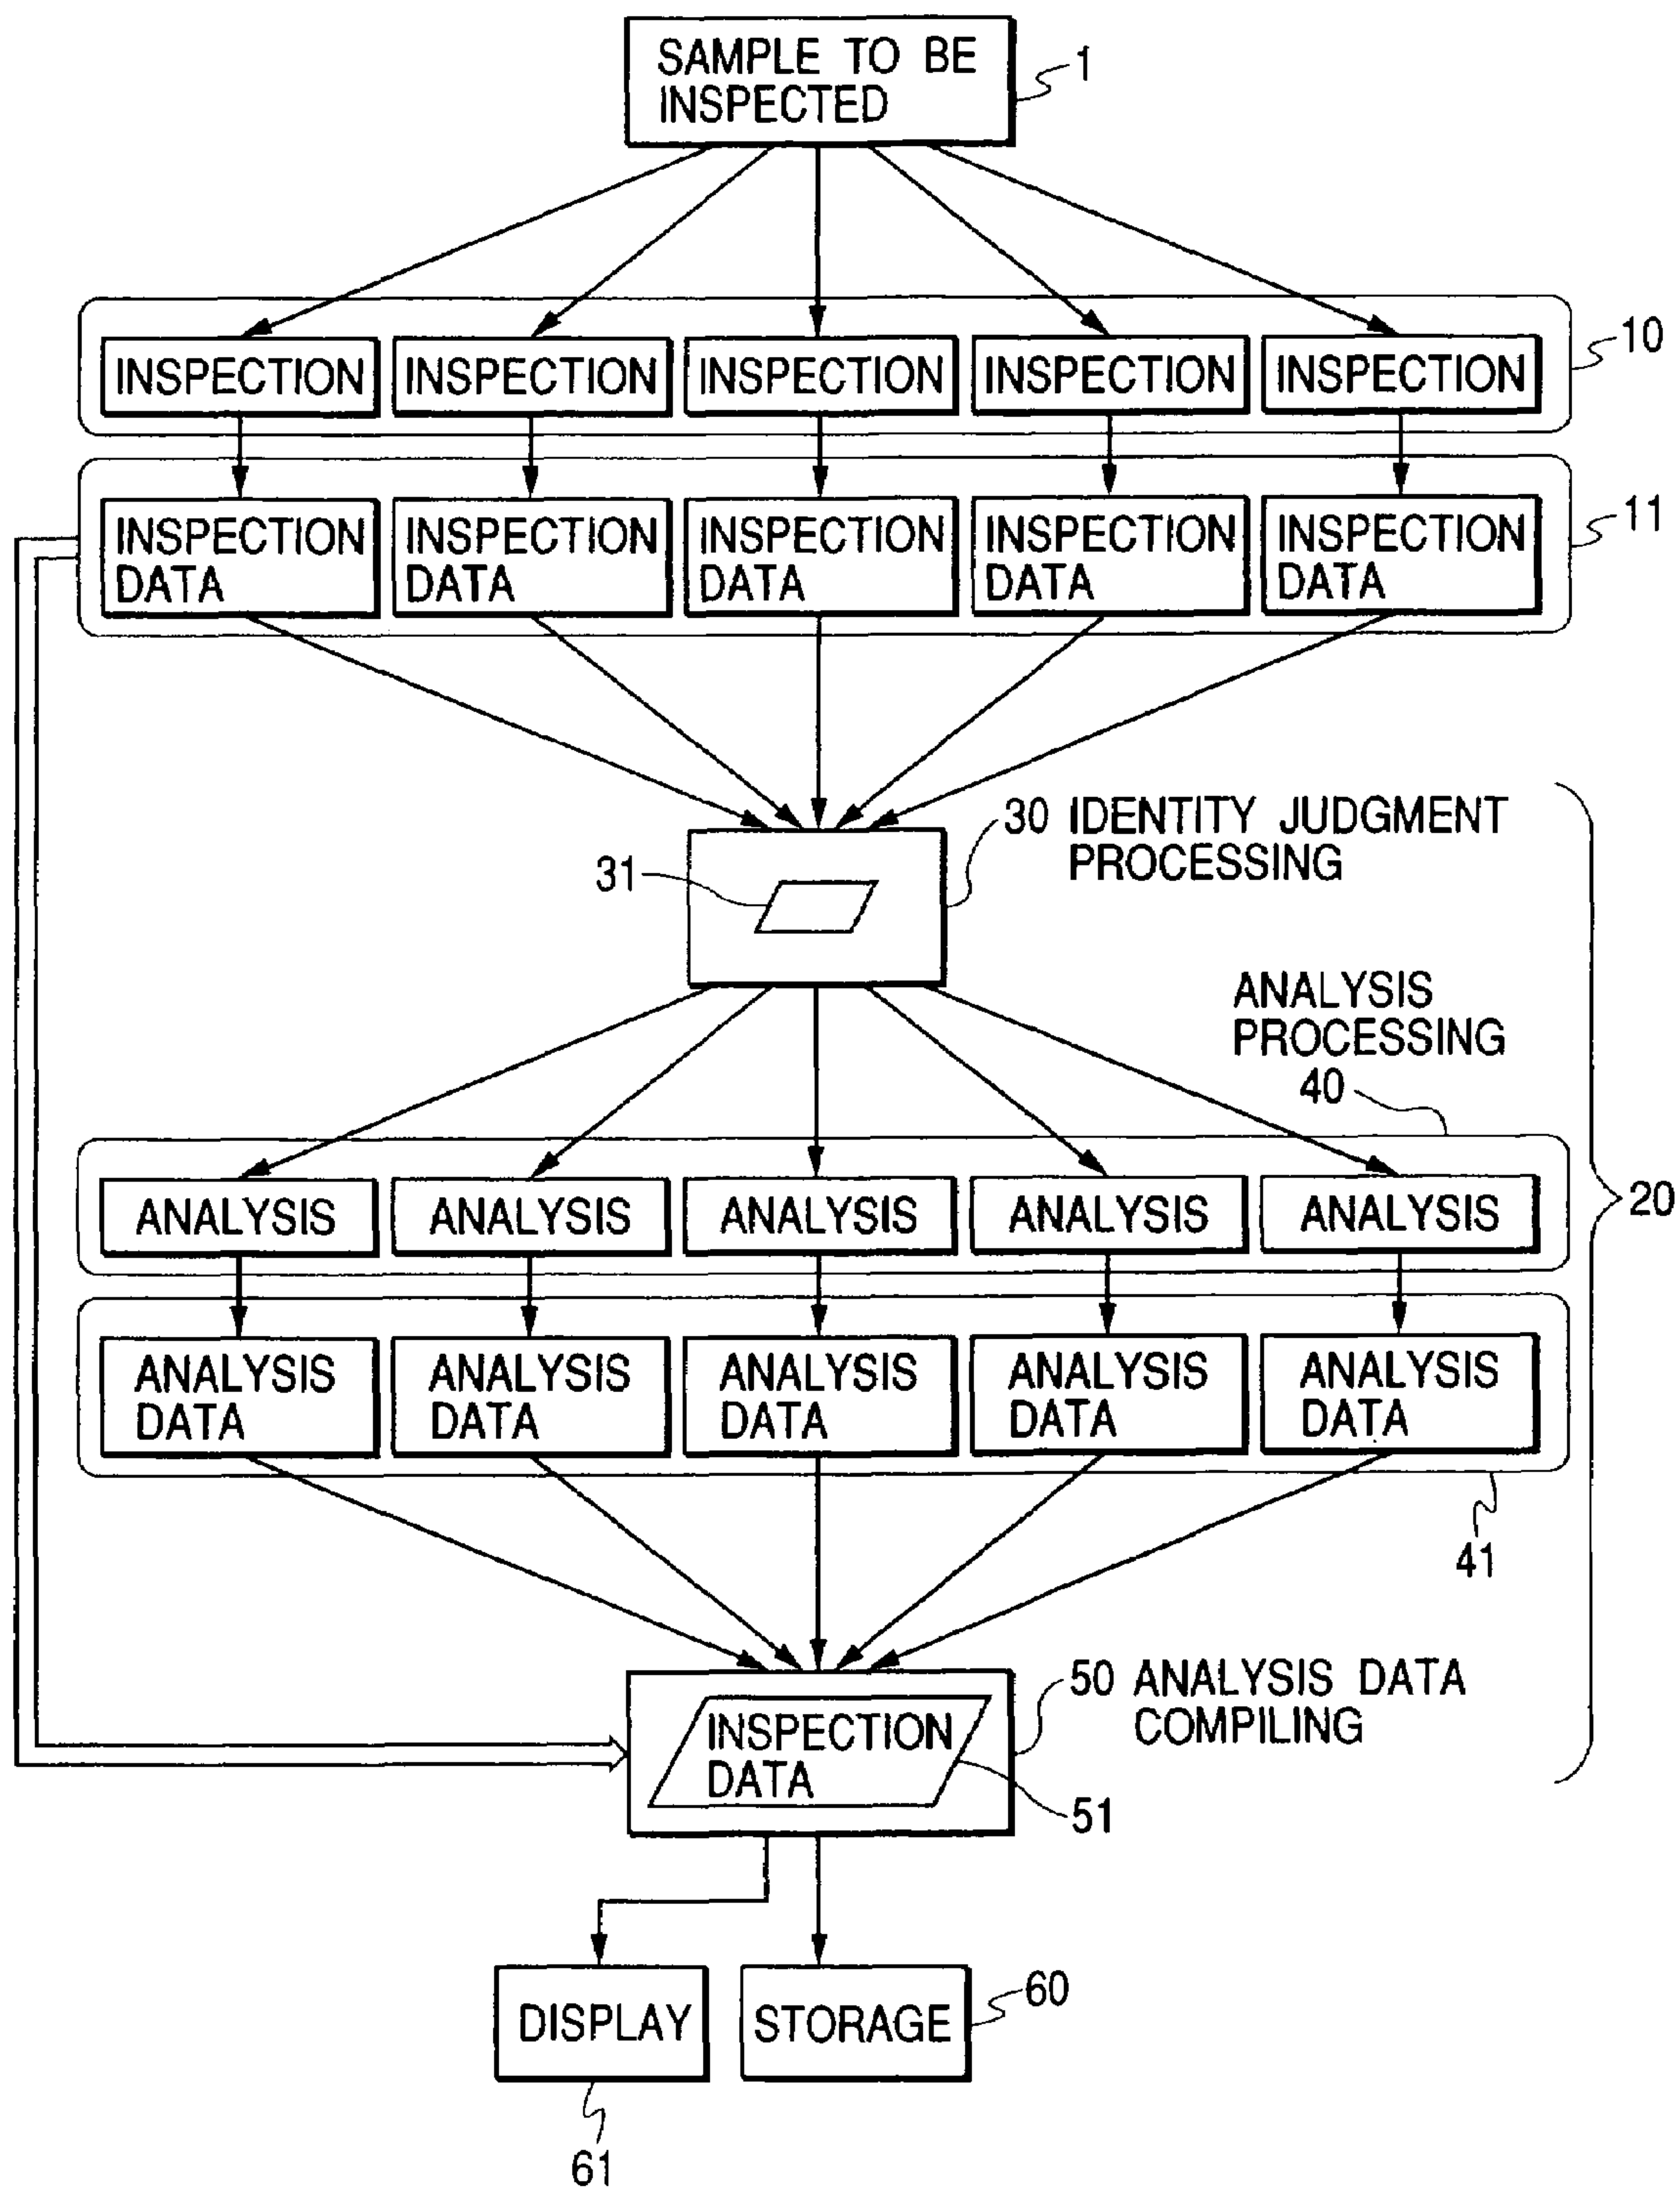 SAMPLE TO BE
INSPECTED
1
INSPECTION INSPECTION INSPECTION INSPECTION INSPECTION
10
INSPECTION INSPECTION INSPECTION INSPECTION INSPECTION
DATA DATA DATA DATA DATA
11
30 IDENTITY JUDGMENT
PROCESSING
31
ANALYSIS
PROCESSING
40
ANALYSIS ANALYSIS ANALYSIS ANALYSIS ANALYSIS
20
ANALYSIS ANALYSIS ANALYSIS ANALYSIS ANALYSIS
DATA DATA DATA DATA DATA
41
50 ANALYSIS DATA
COMPILING
INSPECTION
DATA
51
DISPLAY STORAGE
60
61